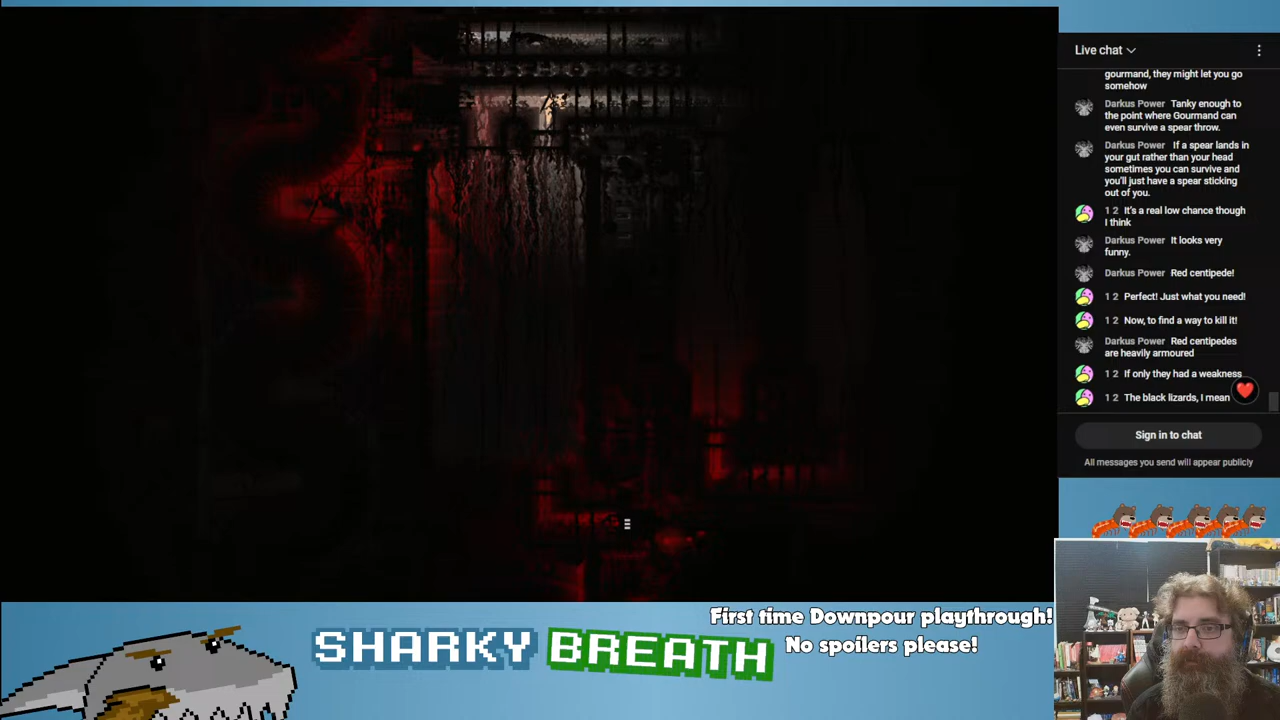 Live chat
gourmand, they might let you go
somehow
Darkus Power Tanky enough to
the point where Gourmand can
even survive a spear throw.
Darkus Power If a spear lands in
your gut rather than your head
sometimes you can survive and
you'll just have a spear sticking
out of you.
1 2 It's a real low chance though
I think
Darkus Power It looks very
funny.
Darkus Power Red centipede!
1 2 Perfect! Just what you need!
1 2 Now, to find a way to kill it!
Darkus Power Red centipedes
are heavily armoured
1 2 If only they had a weakness
1 2 The black lizards, I mean
Sign in to chat
All messages you send will appear publicly
SHARKY BREATH
First time Downpour playthrough!
No spoilers please!